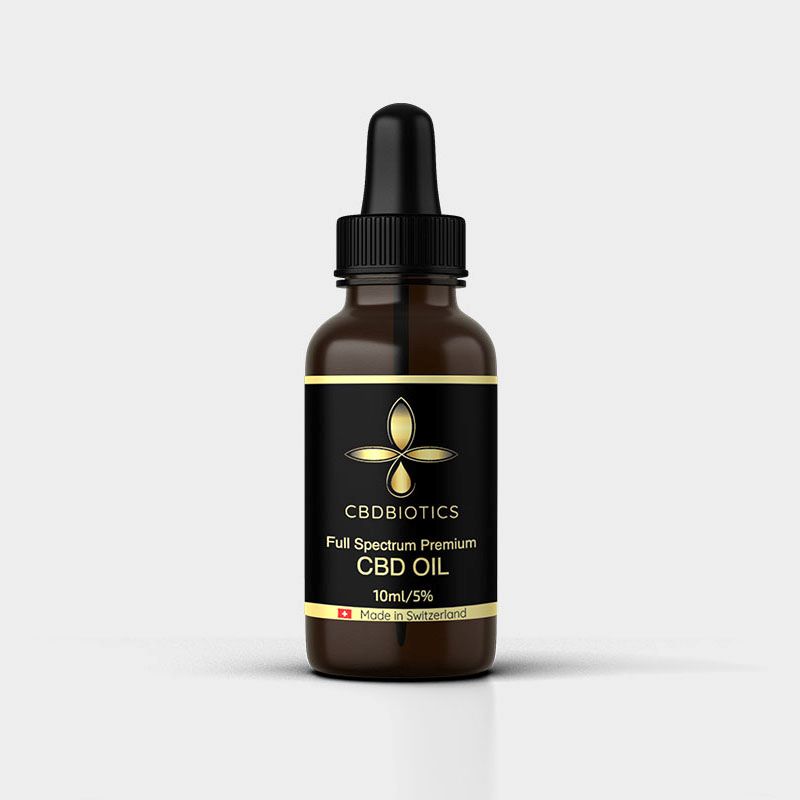 CBDBIOTICS
Full Spectrum Premium
CBD OIL
10ml/5%
Made in Switzerland